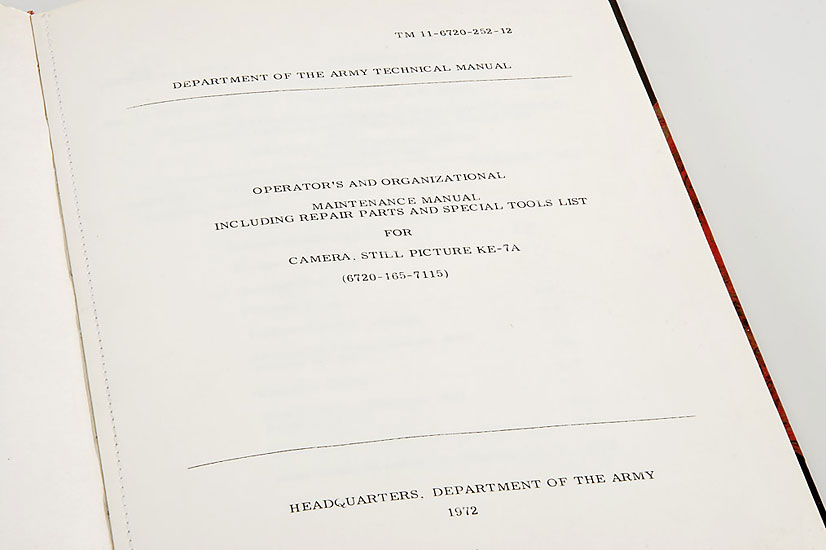 TM 11-6720-252-12
DEPARTMENT OF THE ARMY TECHNICAL MANUAL
OPERATOR'S AND ORGANIZATIONAL
MAINTENANCE MANUAL
INCLUDING REPAIR PARTS AND SPECIAL TOOLS LIST
FOR
CAMERA, STILL PICTURE KE-7A
(6720-165-7115)
HEADQUARTERS, DEPARTMENT OF THE ARMY
1972